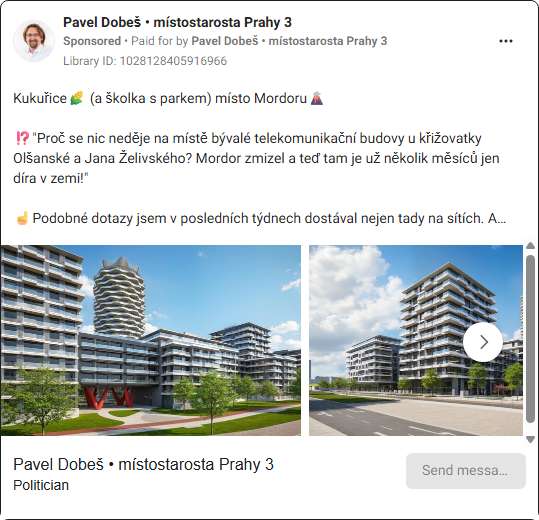 Pavel Dobeš • místostarosta Prahy 3
Sponsored • Paid for by Pavel Dobeš • místostarosta Prahy 3
Library ID: 1028128405916966
Kukuřice🌽 (a školka s parkem) místo Mordoru🌋
⁉️"Proč se nic neděje na místě bývalé telekomunikační budovy u křižovatky
Olšanské a Jana Želivského? Mordor zmizel a teď tam je už několik měsíců jen
díra v zemi!"
☝️Podobné dotazy jsem v posledních týdnech dostával nejen tady na sítích. A...
Pavel Dobeš • místostarosta Prahy 3
Politician
Send messa...